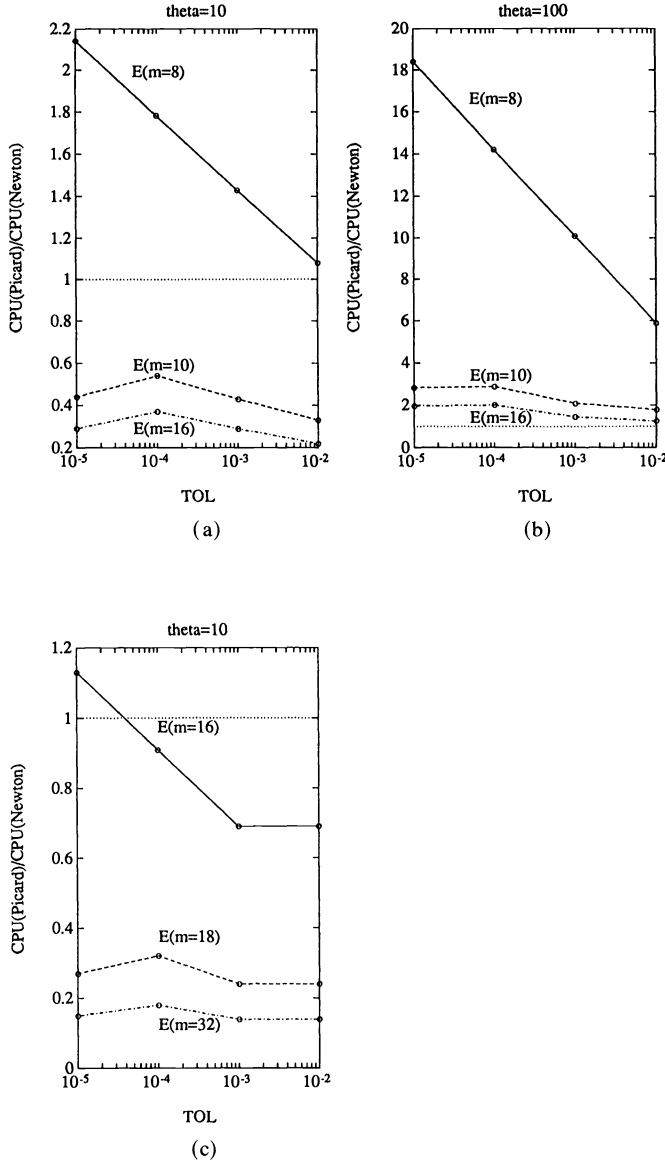 theta=10
2.2
2
1.8
1.6
1.4
1.2
1
0.8
0.6
0.4
0.2
CPU(Picard)/CPU(Newton)
E(m=8)
E(m=10)
E(m=16)
10-5 10-4 10-3 10-2
TOL
(a)
theta=100
20
18
16
14
12
10
8
6
4
2
0
CPU(Picard)/CPU(Newton)
E(m=8)
E(m=10)
E(m=16)
10-5 10-4 10-3 10-2
TOL
(b)
theta=10
1.2
1
0.8
0.6
0.4
0.2
0
CPU(Picard)/CPU(Newton)
E(m=16)
E(m=18)
E(m=32)
10-5 10-4 10-3 10-2
TOL
(c)